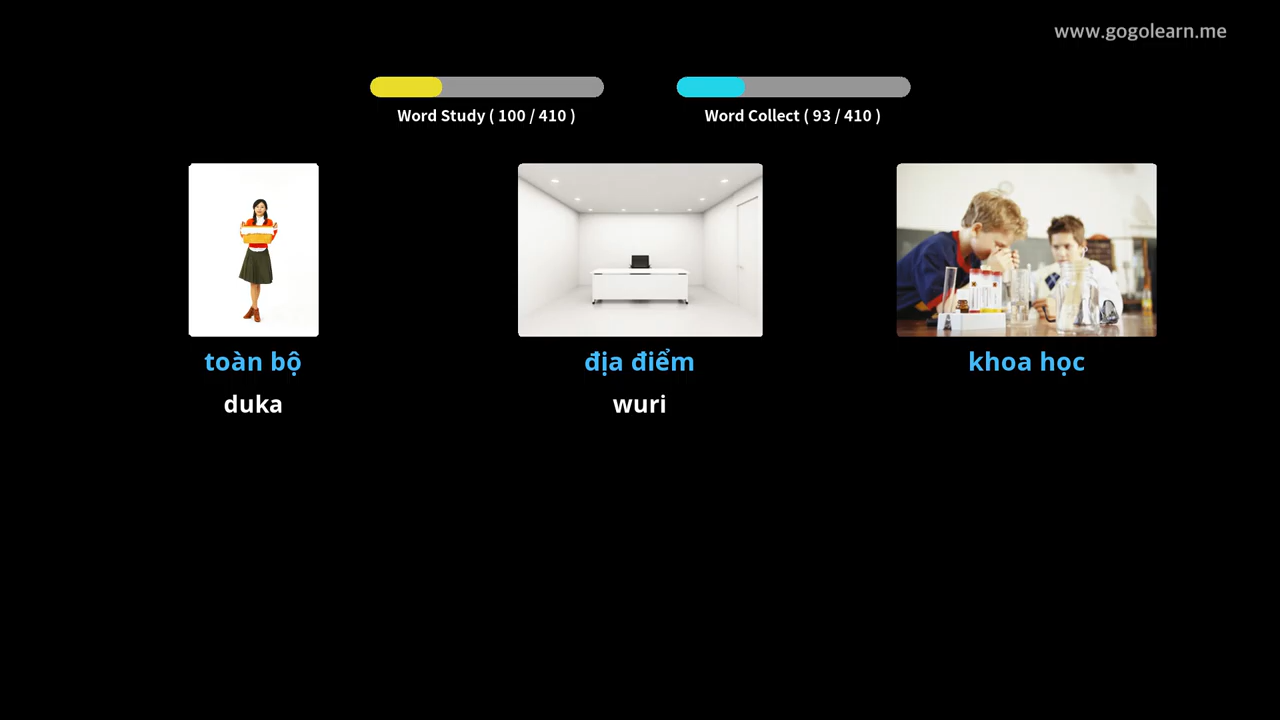 www.gogolearn.me
Word Study ( 100 / 410 )
Word Collect ( 93 / 410 )
toàn bộ
duka
địa điểm
wuri
khoa học